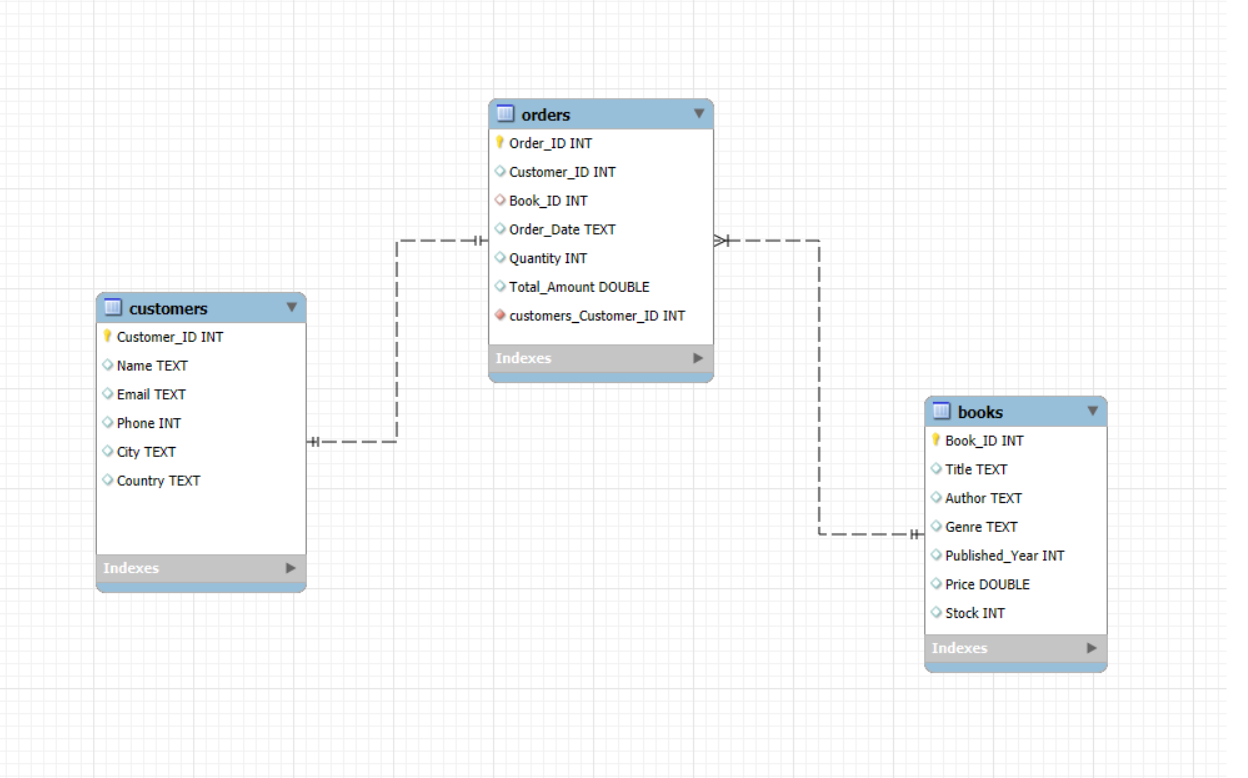 orders
Order_ID INT
Customer_ID INT
Book_ID INT
Order_Date TEXT
Quantity INT
Total_Amount DOUBLE
customers_Customer_ID INT
Indexes
customers
Customer_ID INT
Name TEXT
Email TEXT
Phone INT
City TEXT
Country TEXT
Indexes
books
Book_ID INT
Title TEXT
Author TEXT
Genre TEXT
Published_Year INT
Price DOUBLE
Stock INT
Indexes